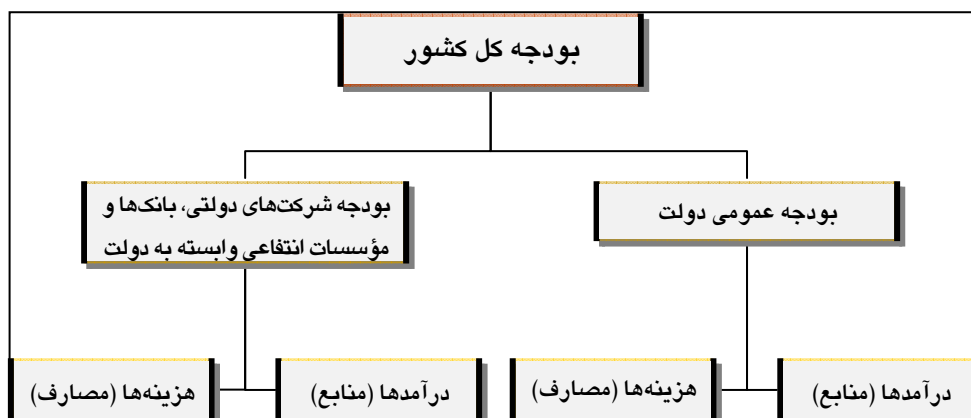 بودجه کل کشور
بودجه عمومی دولت
بودجه شرکت‌های دولتی، بانک‌ها و
مؤسسات انتفاعی وابسته به دولت
درآمدها (منابع)
هزینه‌ها (مصارف)
درآمدها (منابع)
هزینه‌ها (مصارف)